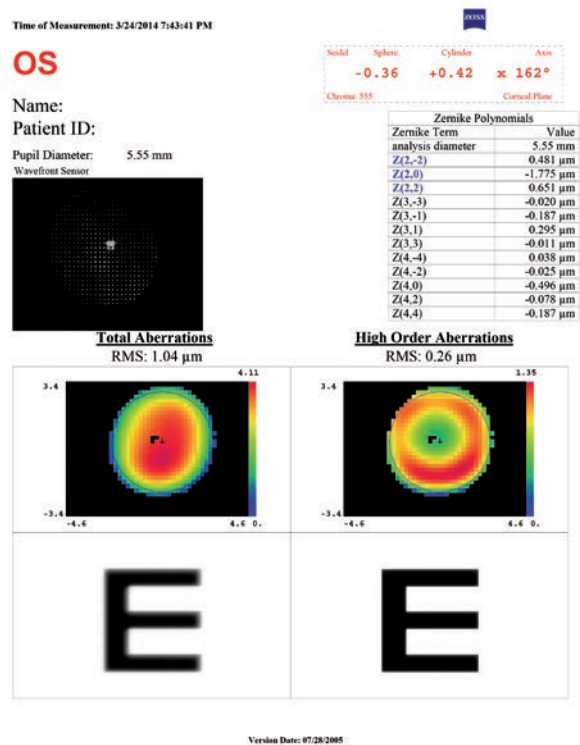 Time of Measurement: 3/24/2014 7:43:41 PM
ZEISS
OS
Seidel Sphere Cylinder Axis
-0.36 +0.42 x 162°
Chroma: 555 Corneal Plane
Name:
Patient ID:
Pupil Diameter: 5.55 mm
Wavefront Sensor
Zernike Polynomials
Zernike Term Value
analysis diameter 5.55 mm
Z(2,-2) 0.481 µm
Z(2,0) -1.775 µm
Z(2,2) 0.651 µm
Z(3,-3) -0.020 µm
Z(3,-1) -0.187 µm
Z(3,1) 0.295 µm
Z(3,3) -0.011 µm
Z(4,-4) 0.038 µm
Z(4,-2) -0.025 µm
Z(4,0) -0.496 µm
Z(4,2) -0.078 µm
Z(4,4) -0.187 µm
Total Aberrations
RMS: 1.04 µm
4.11
3.4
-3.4
-4.6 4.6 0.
High Order Aberrations
RMS: 0.26 µm
1.35
3.4
-3.4
-4.6 4.6 0.
E
E
Version Date: 07/28/2005